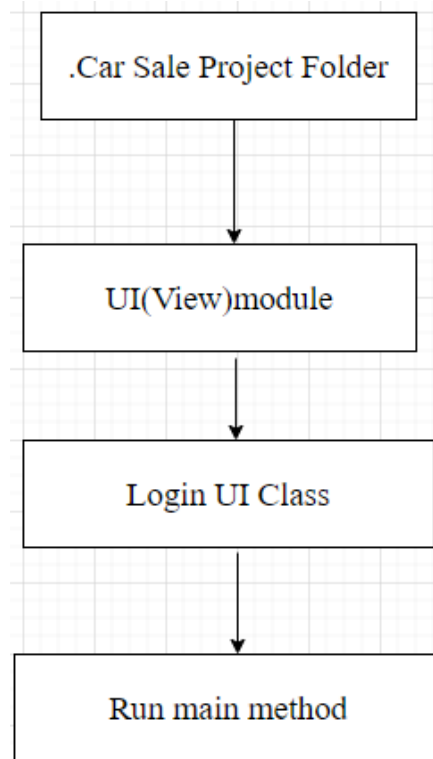 .Car Sale Project Folder
UI(View)module
Login UI Class
Run main method